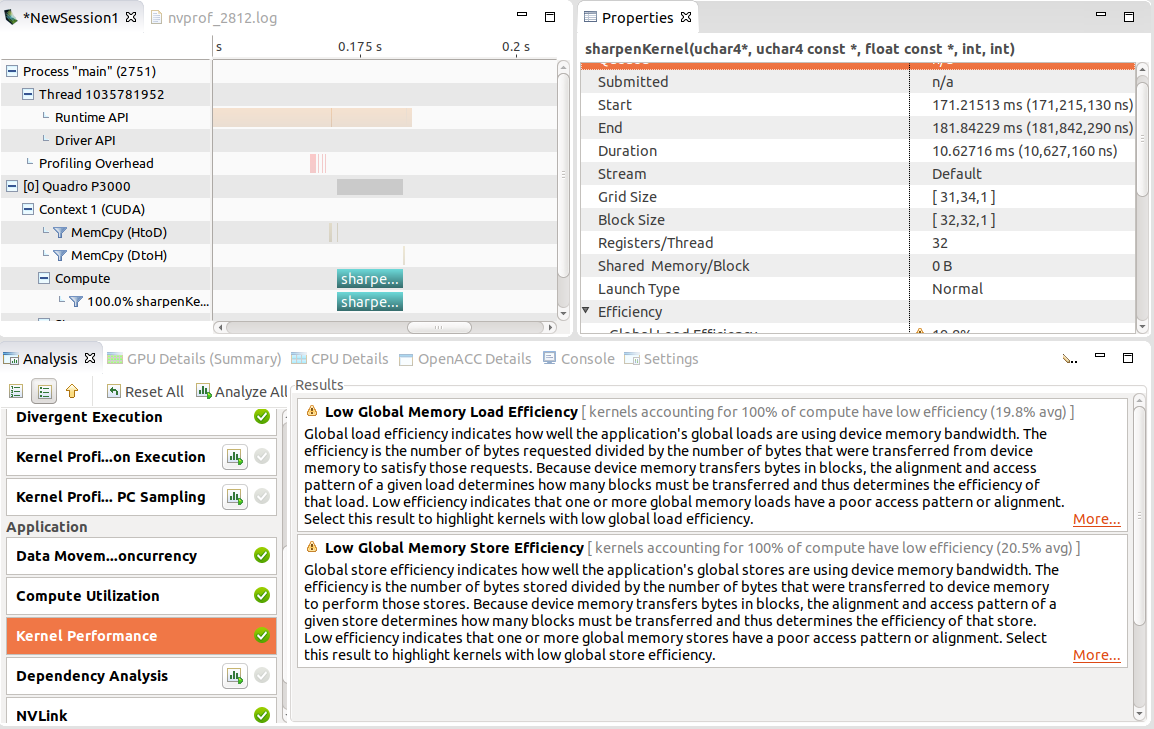 *NewSession1
nvprof_2812.log
s
0.175 s
0.2 s
Process "main" (2751)
Thread 1035781952
Runtime API
Driver API
Profiling Overhead
[0] Quadro P3000
Context 1 (CUDA)
MemCpy (HtoD)
MemCpy (DtoH)
Compute
sharpe...
100.0% sharpenKe...
sharpe...
Properties
sharpenKernel(uchar4*, uchar4 const *, float const *, int, int)
Submitted n/a
Start 171.21513 ms (171,215,130 ns)
End 181.84229 ms (181,842,290 ns)
Duration 10.62716 ms (10,627,160 ns)
Stream Default
Grid Size [ 31,34,1 ]
Block Size [ 32,32,1 ]
Registers/Thread 32
Shared Memory/Block 0 B
Launch Type Normal
Efficiency
Global Load Efficiency 19.8%
Analysis
GPU Details (Summary)
CPU Details
OpenACC Details
Console
Settings
Reset All
Analyze All
Divergent Execution
Kernel Profi...on Execution
Kernel Profi... PC Sampling
Application
Data Movem...oncurrency
Compute Utilization
Kernel Performance
Dependency Analysis
NVLink
Results
Low Global Memory Load Efficiency [ kernels accounting for 100% of compute have low efficiency (19.8% avg) ]
Global load efficiency indicates how well the application's global loads are using device memory bandwidth. The
efficiency is the number of bytes requested divided by the number of bytes that were transferred from device
memory to satisfy those requests. Because device memory transfers bytes in blocks, the alignment and access
pattern of a given load determines how many blocks must be transferred and thus determines the efficiency of
that load. Low efficiency indicates that one or more global memory loads have a poor access pattern or alignment.
Select this result to highlight kernels with low global load efficiency.
More...
Low Global Memory Store Efficiency [ kernels accounting for 100% of compute have low efficiency (20.5% avg) ]
Global store efficiency indicates how well the application's global stores are using device memory bandwidth. The
efficiency is the number of bytes stored divided by the number of bytes that were transferred to device memory
to perform those stores. Because device memory transfers bytes in blocks, the alignment and access pattern of a
given store determines how many blocks must be transferred and thus determines the efficiency of that store.
Low efficiency indicates that one or more global memory stores have a poor access pattern or alignment. Select
this result to highlight kernels with low global store efficiency.
More...